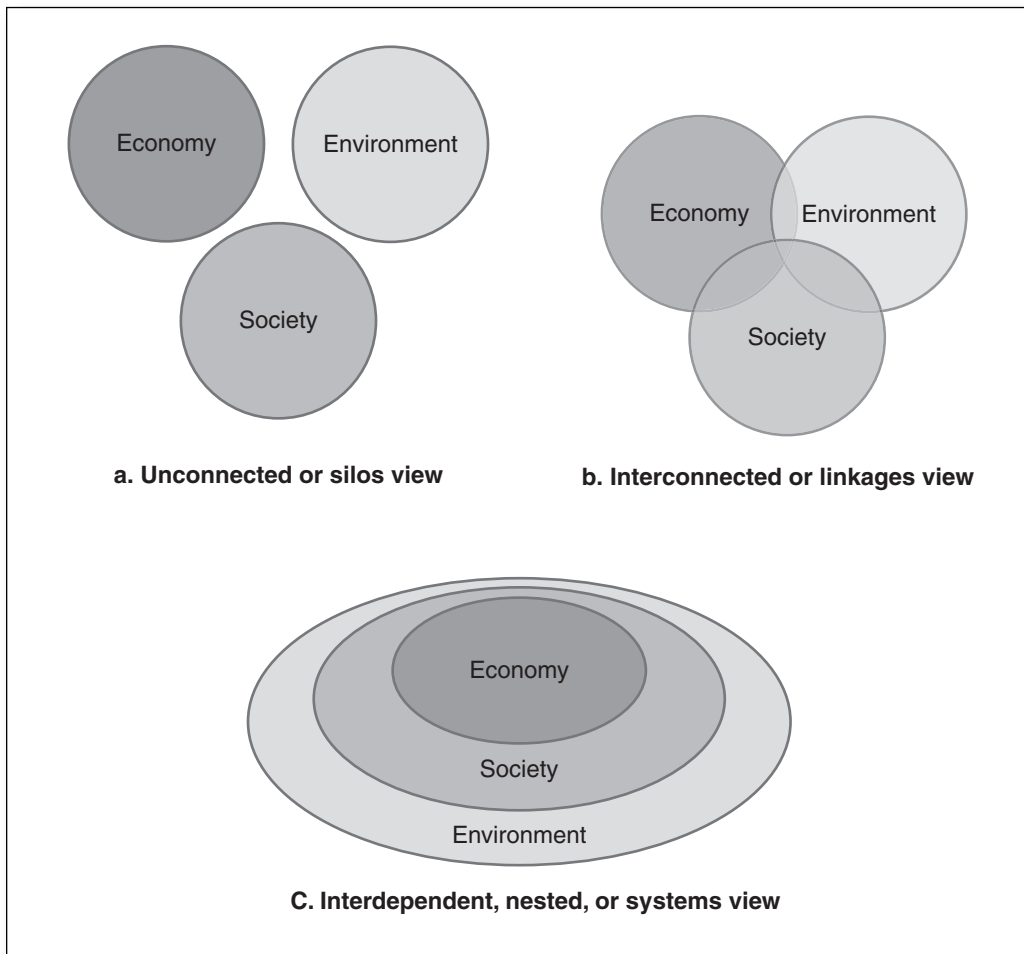 Economy
Environment
Society
a. Unconnected or silos view
Economy
Environment
Society
b. Interconnected or linkages view
Economy
Society
Environment
C. Interdependent, nested, or systems view